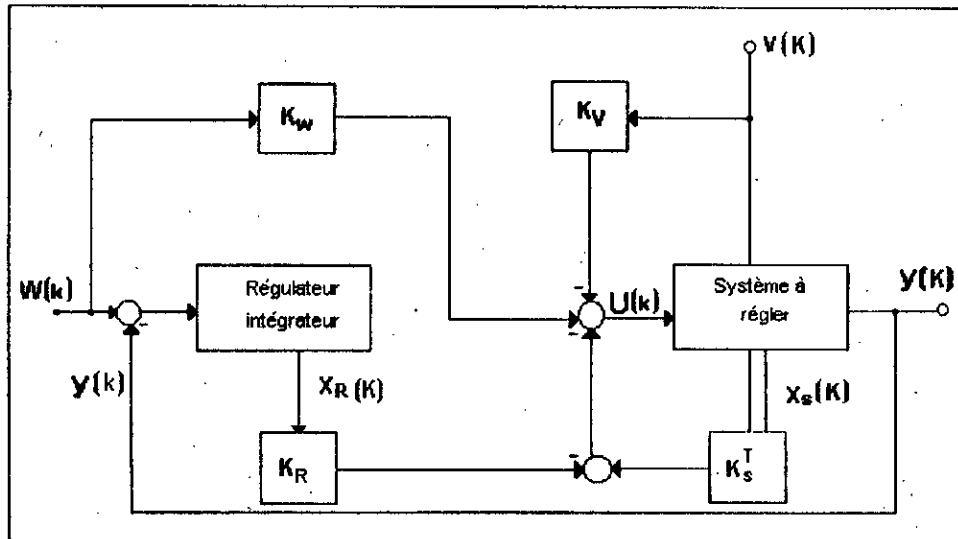 V(K)
K_W
K_V
W(k)
Régulateur
intégrateur
U(k)
Système à
régler
y(K)
y(k)
X_R(K)
X_s(K)
K_R
K_s^T